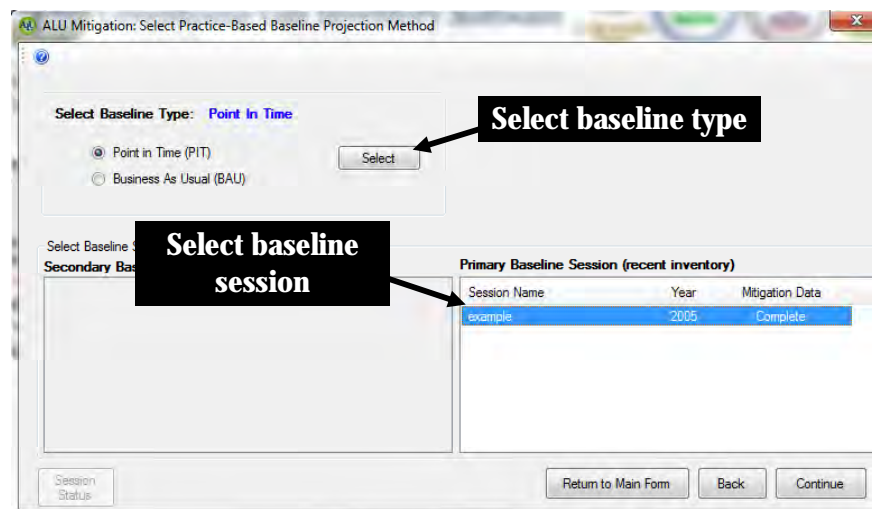 ALU Mitigation: Select Practice-Based Baseline Projection Method
Select Baseline Type: Point In Time
Select baseline type
Point in Time (PIT)
Select
Business As Usual (BAU)
Select Baseline
Select baseline session
Secondary
Primary Baseline Session (recent inventory)
Session Name Year Mitigation Data
example 2005 Complete
Session Status
Return to Main Form Back Continue